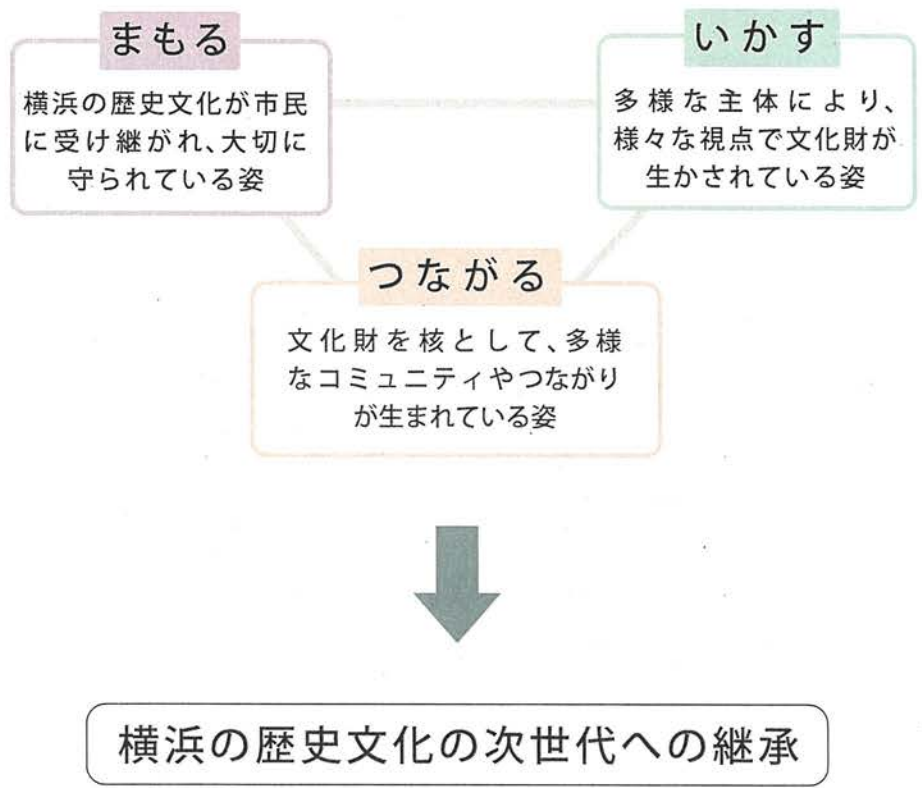 まもる
横浜の歴史文化が市民
に受け継がれ、大切に
守られている姿
いかす
多様な主体により、
様々な視点で文化財が
生かされている姿
つながる
文化財を核として、多様
なコミュニティやつながり
が生まれている姿
横浜の歴史文化の次世代への継承